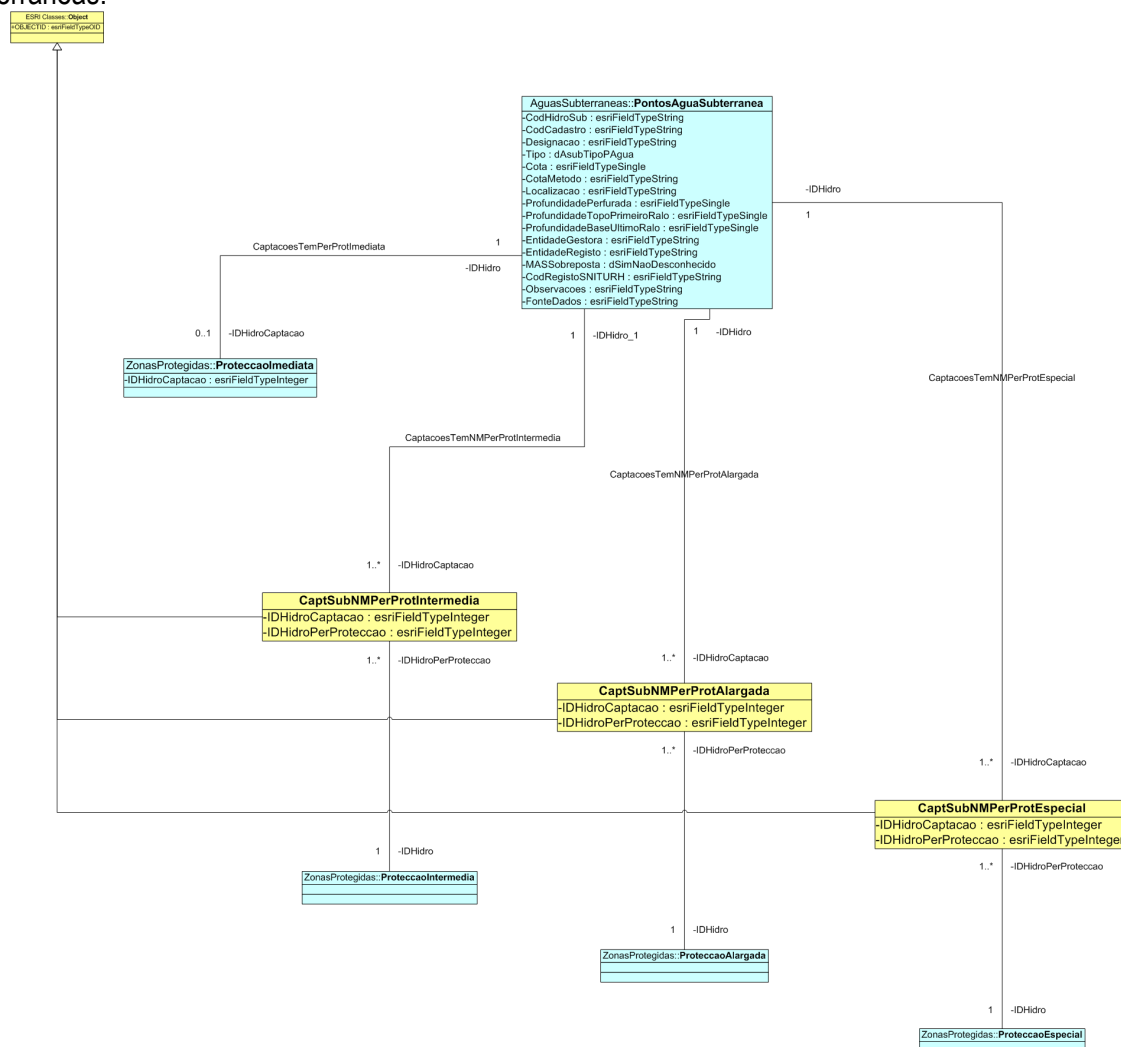 ESRI Classes::Object
+OBJECTID : esriFieldTypeOID
AguasSubterraneas::PontosAguaSubterranea
-CodHidroSub : esriFieldTypeString
-CodCadastro : esriFieldTypeString
-Designacao : esriFieldTypeString
-Tipo : dAsubTipoPAgua
-Cota : esriFieldTypeSingle
-CotaMetodo : esriFieldTypeString
-Localizacao : esriFieldTypeString
-ProfundidadePerfurada : esriFieldTypeSingle
-ProfundidadeTopoPrimeiroRalo : esriFieldTypeSingle
-ProfundidadeBaseUltimoRalo : esriFieldTypeSingle
-EntidadeGestora : esriFieldTypeString
-EntidadeRegisto : esriFieldTypeString
-MASSobreposta : dSimNaoDesconhecido
-CodRegistoSNITURH : esriFieldTypeString
-Observacoes : esriFieldTypeString
-FonteDados : esriFieldTypeString
-IDHidro
1
CaptacoesTemPerProtImediata
1
-IDHidro
0..1 -IDHidroCaptacao
ZonasProtegidas::ProteccaoImediata
-IDHidroCaptacao : esriFieldTypeInteger
1 -IDHidro_1
1 -IDHidro
CaptacoesTemNMPerProtEspecial
CaptacoesTemNMPerProtIntermedia
CaptacoesTemNMPerProtAlargada
1..* -IDHidroCaptacao
CaptSubNMPerProtIntermedia
-IDHidroCaptacao : esriFieldTypeInteger
-IDHidroPerProteccao : esriFieldTypeInteger
1..* -IDHidroPerProteccao
1..* -IDHidroCaptacao
CaptSubNMPerProtAlargada
-IDHidroCaptacao : esriFieldTypeInteger
-IDHidroPerProteccao : esriFieldTypeInteger
1..* -IDHidroPerProteccao
1..* -IDHidroCaptacao
CaptSubNMPerProtEspecial
-IDHidroCaptacao : esriFieldTypeInteger
-IDHidroPerProteccao : esriFieldTypeInteger
1..* -IDHidroPerProteccao
1 -IDHidro
ZonasProtegidas::ProteccaoIntermedia
1 -IDHidro
ZonasProtegidas::ProteccaoAlargada
1 -IDHidro
ZonasProtegidas::ProteccaoEspecial